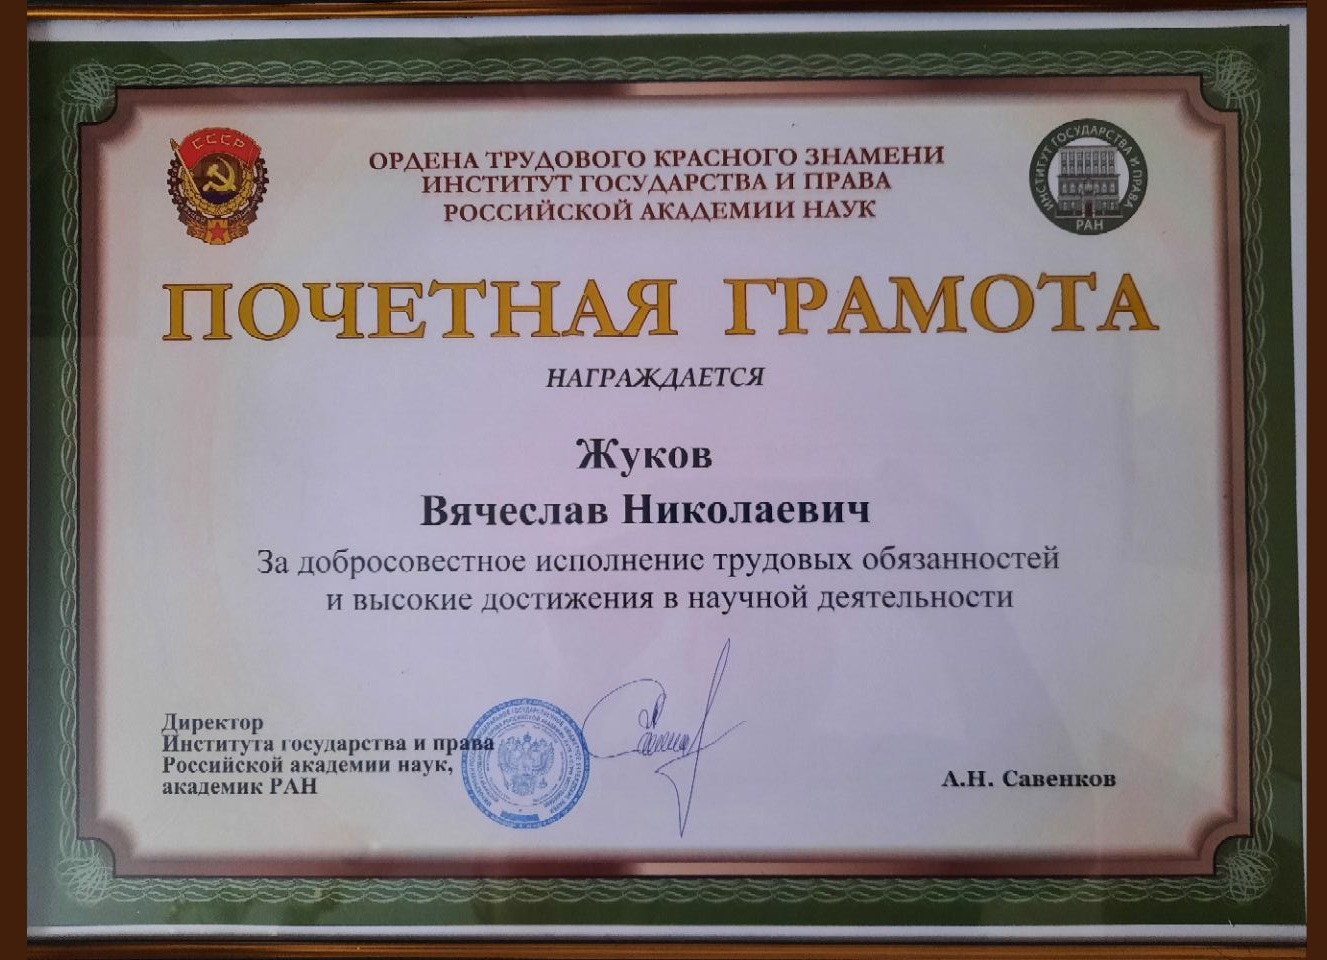 СССР
ОРДЕНА ТРУДОВОГО КРАСНОГО ЗНАМЕНИ
ИНСТИТУТ ГОСУДАРСТВА И ПРАВА
РОССИЙСКОЙ АКАДЕМИИ НАУК
ИНСТИТУТ ГОСУДАРСТВА И ПРАВА
РАН
ПОЧЕТНАЯ ГРАМОТА
НАГРАЖДАЕТСЯ
Жуков
Вячеслав Николаевич
За добросовестное исполнение трудовых обязанностей
и высокие достижения в научной деятельности
Директор
Института государства и права
Российской академии наук,
академик РАН
А.Н. Савенков